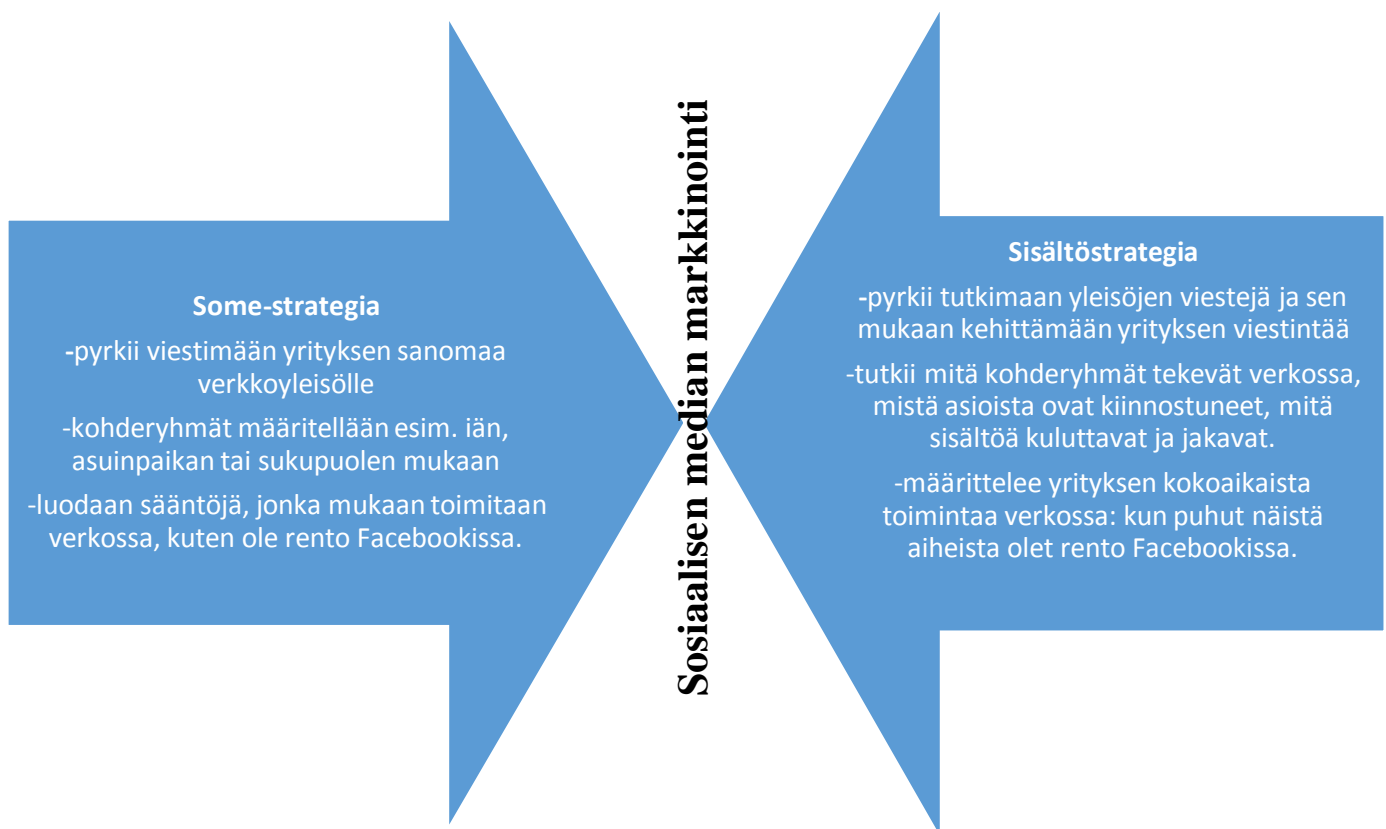 Some-strategia
-pyrkii viestimään yrityksen sanomaa
verkkoyleisölle
-kohderyhmät määritellään esim. iän,
asuinpaikan tai sukupuolen mukaan
-luodaan sääntöjä, jonka mukaan toimitaan
verkossa, kuten ole rento Facebookissa.
Sosiaalisen median markkinointi
Sisältöstrategia
-pyrkii tutkimaan yleisöjen viestejä ja sen
mukaan kehittämään yrityksen viestintää
-tutkii mitä kohderyhmät tekevät verkossa,
mistä asioista ovat kiinnostuneet, mitä
sisältöä kuluttavat ja jakavat.
-määrittelee yrityksen kokoaikaista
toimintaa verkossa: kun puhut näistä
aiheista olet rento Facebookissa.